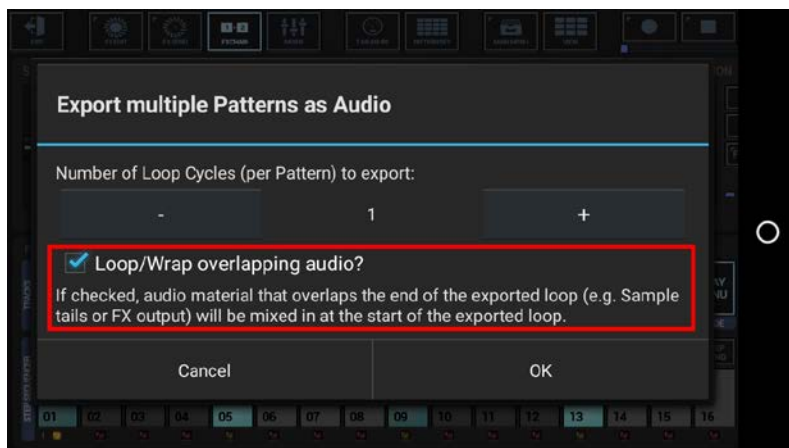 Export multiple Patterns as Audio
Number of Loop Cycles (per Pattern) to export:
- 1 +
Loop/Wrap overlapping audio?
If checked, audio material that overlaps the end of the exported loop (e.g. Sample
tails or FX output) will be mixed in at the start of the exported loop.
Cancel OK
01 02 03 04 05 06 07 08 09 10 11 12 13 14 15 16